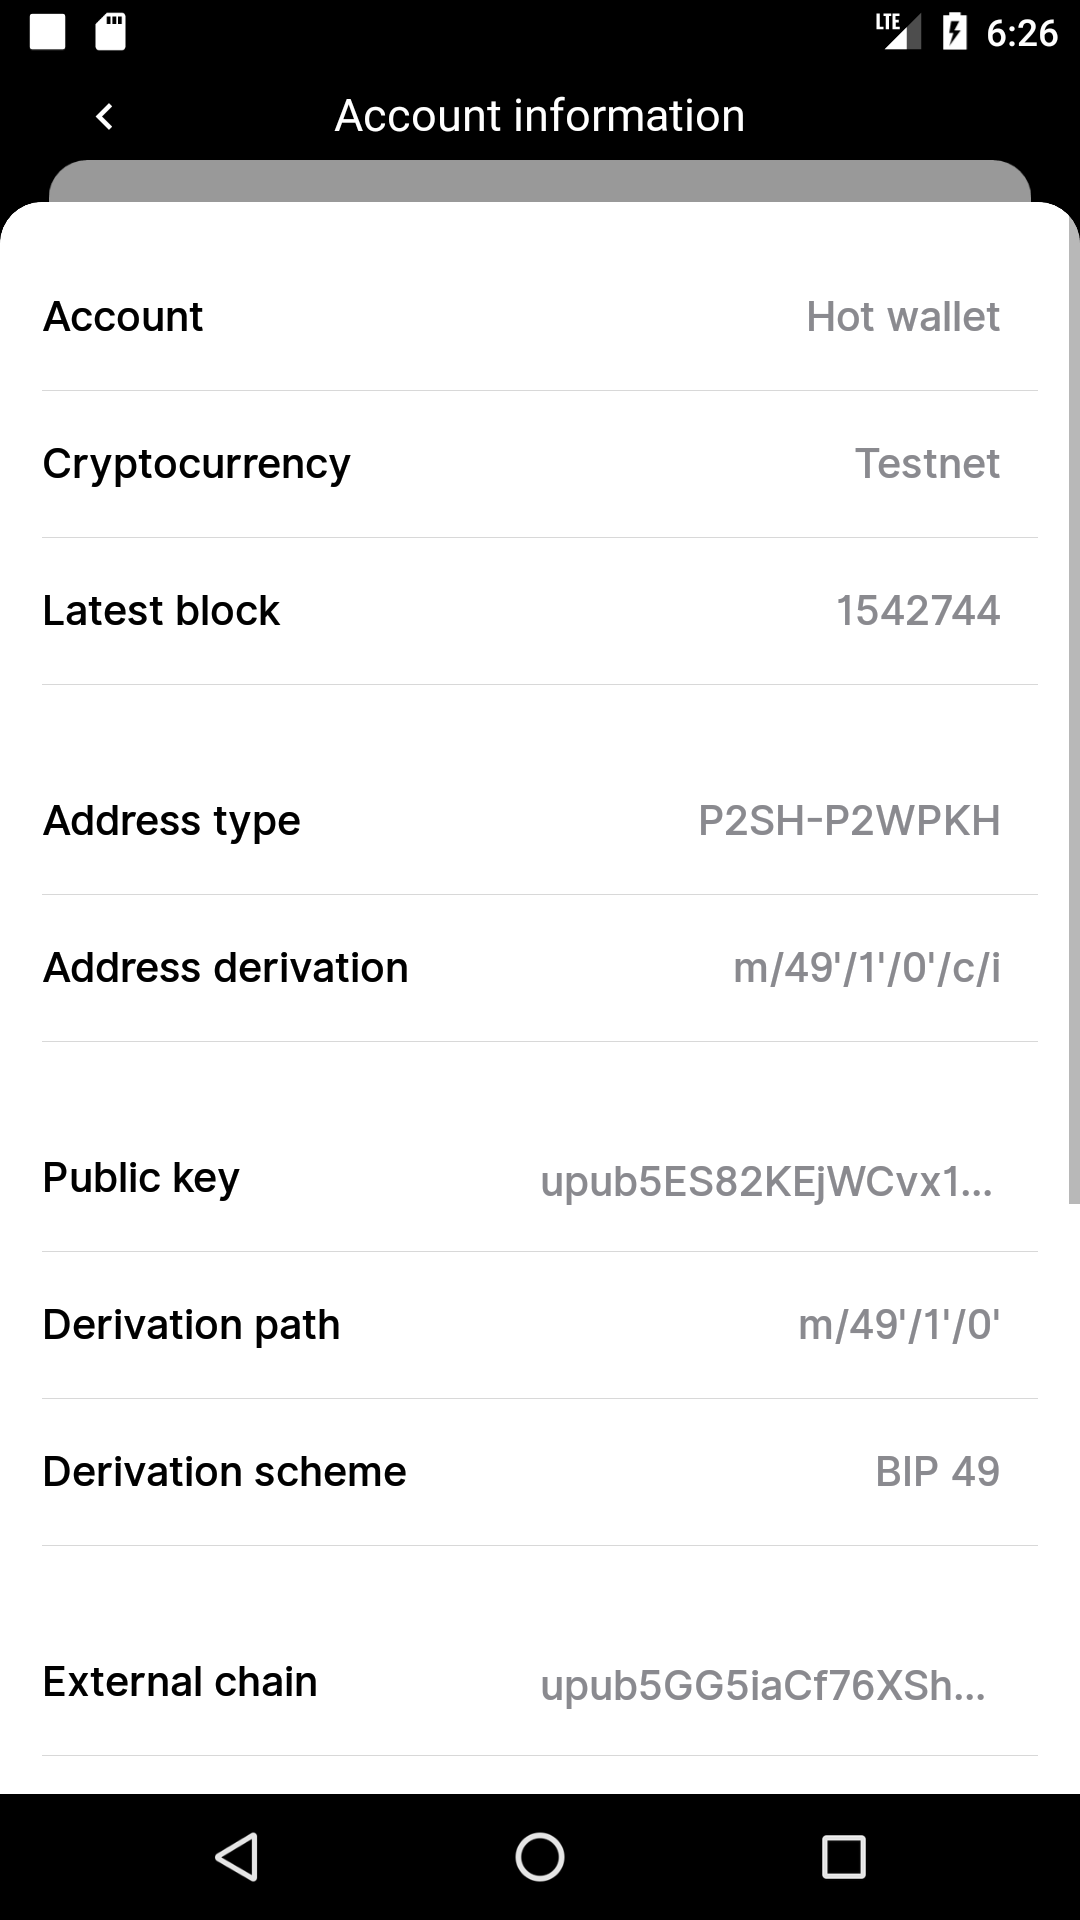 LTE 6:26
Account information
Account Hot wallet
Cryptocurrency Testnet
Latest block 1542744
Address type P2SH-P2WPKH
Address derivation m/49'/1'/0'/c/i
Public key upub5ES82KEjWCvx1...
Derivation path m/49'/1'/0'
Derivation scheme BIP 49
External chain upub5GG5iaCf76XSh...